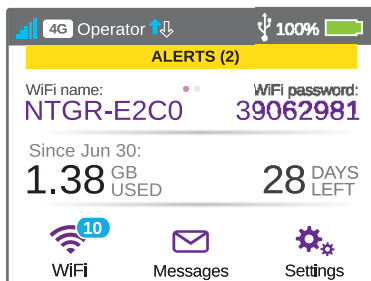 4G Operator 100%
ALERTS (2)
WiFi name: WiFi password:
NTGR-E2C0 39062981
Since Jun 30:
1.38 GB USED 28 DAYS LEFT
10
WiFi Messages Settings